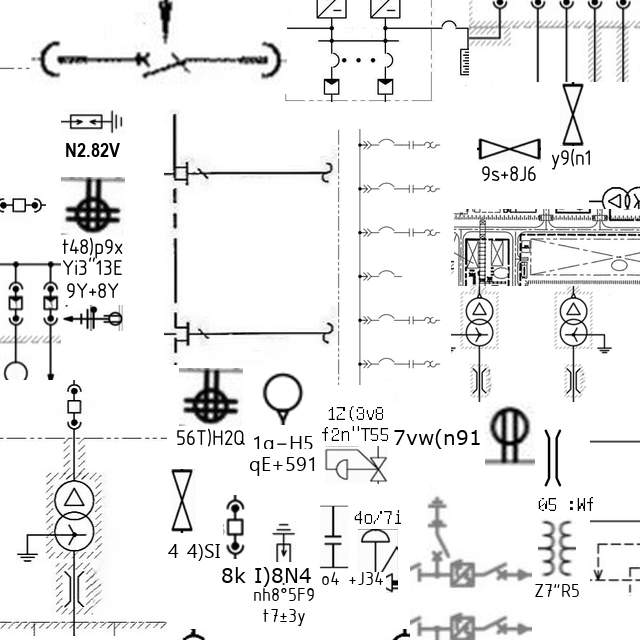 N2.82V
9s+8J6
y9(n1
t48)p9x
Yi3"13E
9Y+8Y
56T)H2Q
1q-H5
qE+591
1Z(3v8
f2n"T55
7vw(n91
05 :Wf
4 4)SI
8k
I)8N4
nh8°5F9
t7±3y
o4
+J34
4o/7i
Z7"R5